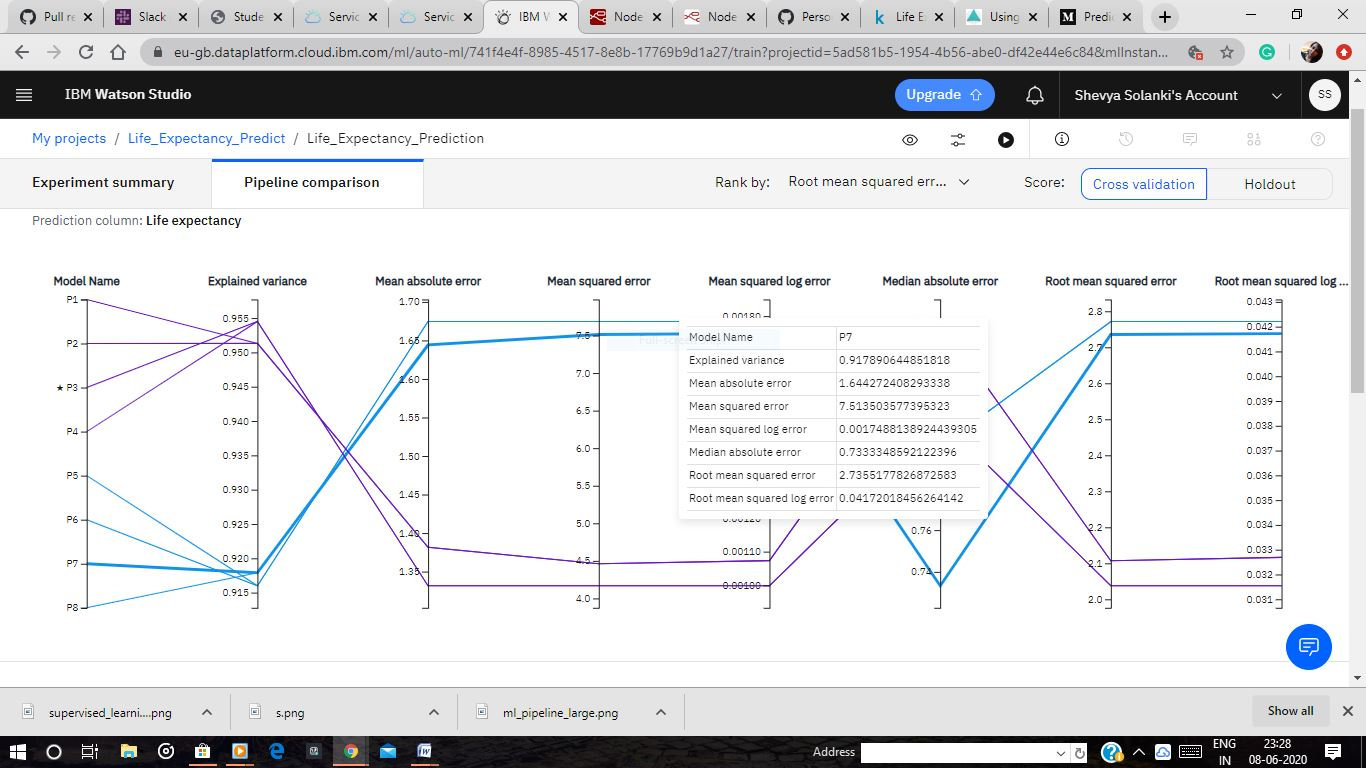 Pull re
Slack
Stude
Servic
Servic
IBM W
Node
Node
Perso
Life E
Using
Predic
eu-gb.dataplatform.cloud.ibm.com/ml/auto-ml/741f4e4f-8985-4517-8e8b-17769b9d1a27/train?projectid=5ad581b5-1954-4b56-abe0-df42e44e6c84&mlInstan...
IBM Watson Studio
Upgrade
Shevya Solanki's Account
SS
My projects / Life_Expectancy_Predict / Life_Expectancy_Prediction
Experiment summary
Pipeline comparison
Rank by: Root mean squared err...
Score: Cross validation Holdout
Prediction column: Life expectancy
Model Name
P1
P2
★ P3
P4
P5
P6
P7
P8
Explained variance
0.955
0.950
0.945
0.940
0.935
0.930
0.925
0.920
0.915
Mean absolute error
1.70
1.65
1.60
1.55
1.50
1.45
1.40
1.35
Mean squared error
7.5
7.0
6.5
6.0
5.5
5.0
4.5
4.0
Mean squared log error
0.00180
0.00120
0.00110
0.00100
Median absolute error
0.76
0.74
Root mean squared error
2.8
2.7
2.6
2.5
2.4
2.3
2.2
2.1
2.0
Root mean squared log ...
0.043
0.042
0.041
0.040
0.039
0.038
0.037
0.036
0.035
0.034
0.033
0.032
0.031
Model Name P7
Explained variance 0.917890644851818
Mean absolute error 1.644272408293338
Mean squared error 7.513503577395323
Mean squared log error 0.0017488138924439305
Median absolute error 0.7333348592122396
Root mean squared error 2.7355177826872583
Root mean squared log error 0.04172018456264142
supervised_learni....png
s.png
ml_pipeline_large.png
Show all
Address
ENG
IN
23:28
08-06-2020